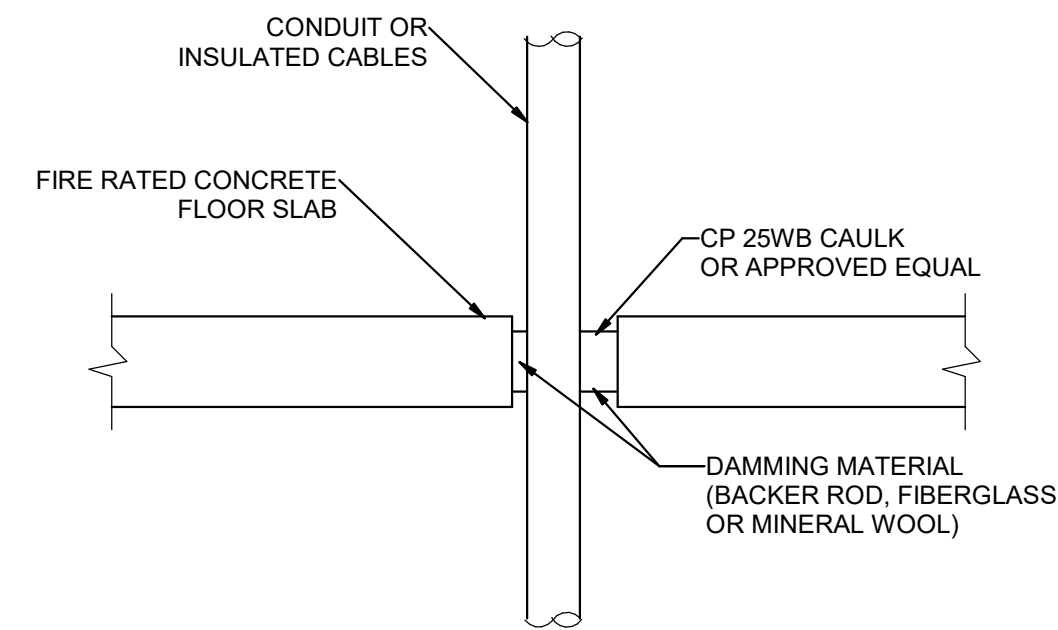 CONDUIT OR
INSULATED CABLES
FIRE RATED CONCRETE
FLOOR SLAB
CP 25WB CAULK
OR APPROVED EQUAL
DAMMING MATERIAL
(BACKER ROD, FIBERGLASS
OR MINERAL WOOL)